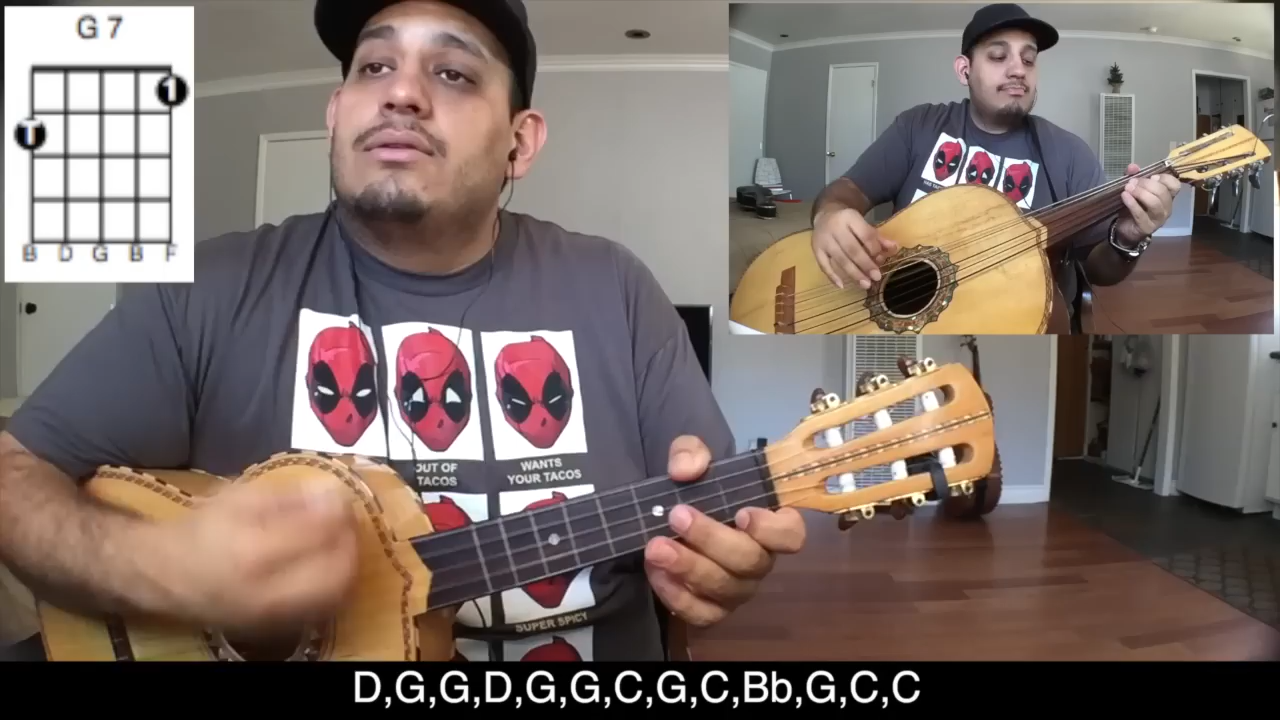 G 7
1
T
B D G B F
OUT OF
TACOS
WANTS
YOUR TACOS
SUPER SPICY
D,G,G,D,G,G,C,G,C,Bb,G,C,C